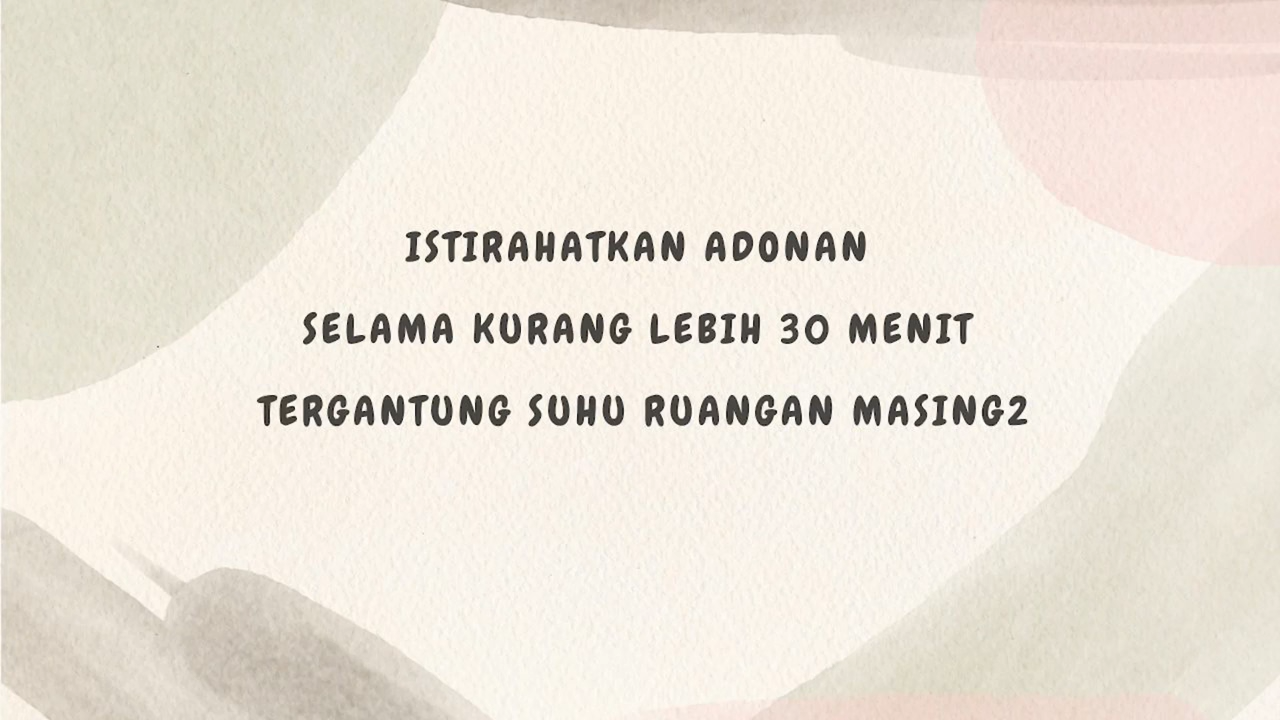 ISTIRAHATKAN ADONAN
SELAMA KURANG LEBIH 30 MENIT
TERGANTUNG SUHU RUANGAN MASING2